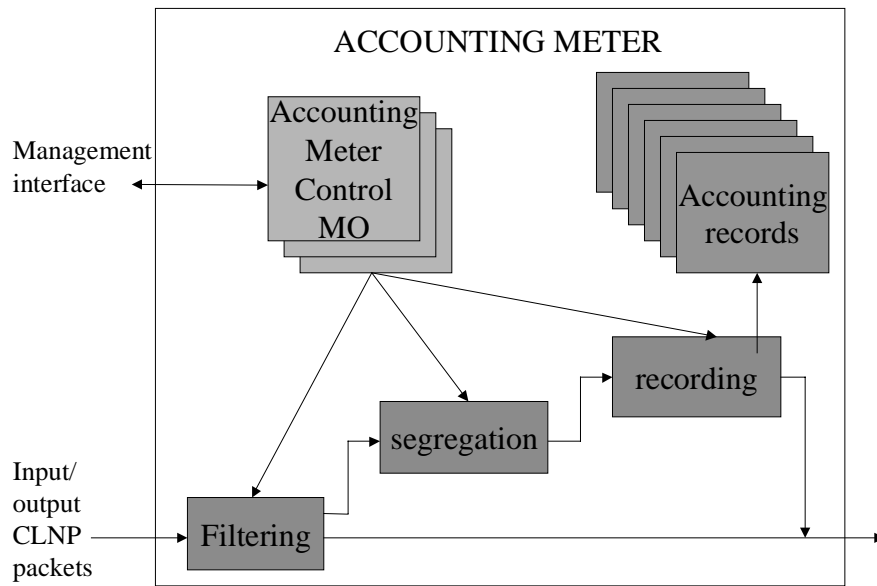 ACCOUNTING METER
Accounting
Meter
Control
MO
Management
interface
Accounting
records
recording
segregation
Input/
output
CLNP
packets
Filtering